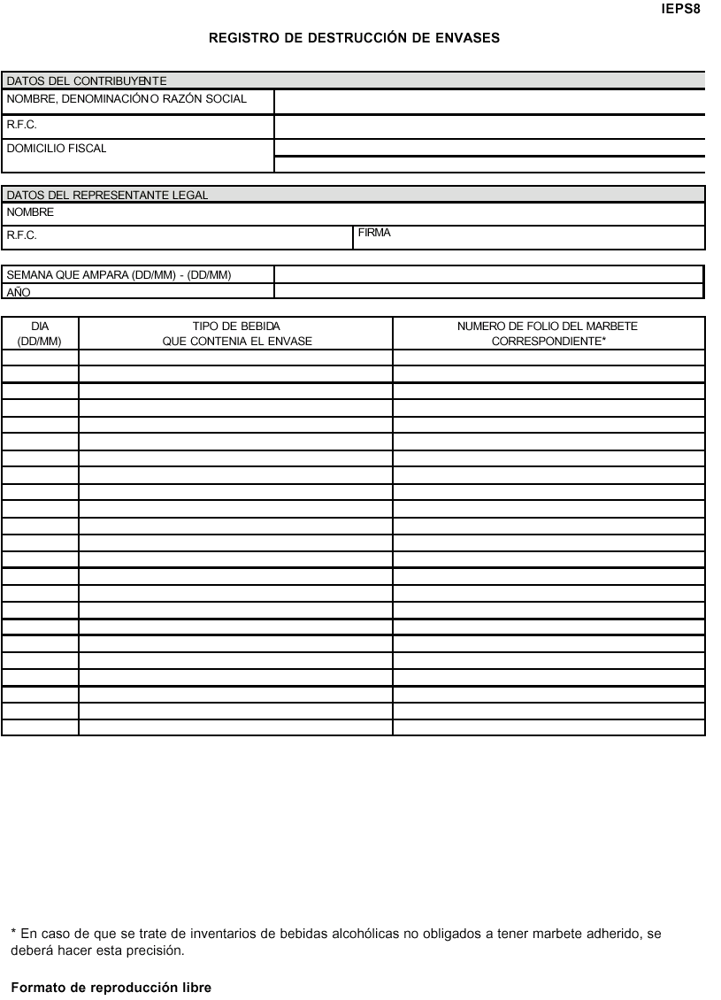 IEPS8
REGISTRO DE DESTRUCCIÓN DE ENVASES
DATOS DEL CONTRIBUYENTE
NOMBRE, DENOMINACIÓN O RAZÓN SOCIAL
R.F.C.
DOMICILIO FISCAL
DATOS DEL REPRESENTANTE LEGAL
NOMBRE
R.F.C. FIRMA
SEMANA QUE AMPARA (DD/MM) - (DD/MM)
AÑO
DIA TIPO DE BEBIDA NUMERO DE FOLIO DEL MARBETE
(DD/MM) QUE CONTENIA EL ENVASE CORRESPONDIENTE*
* En caso de que se trate de inventarios de bebidas alcohólicas no obligados a tener marbete adherido, se
deberá hacer esta precisión.
Formato de reproducción libre